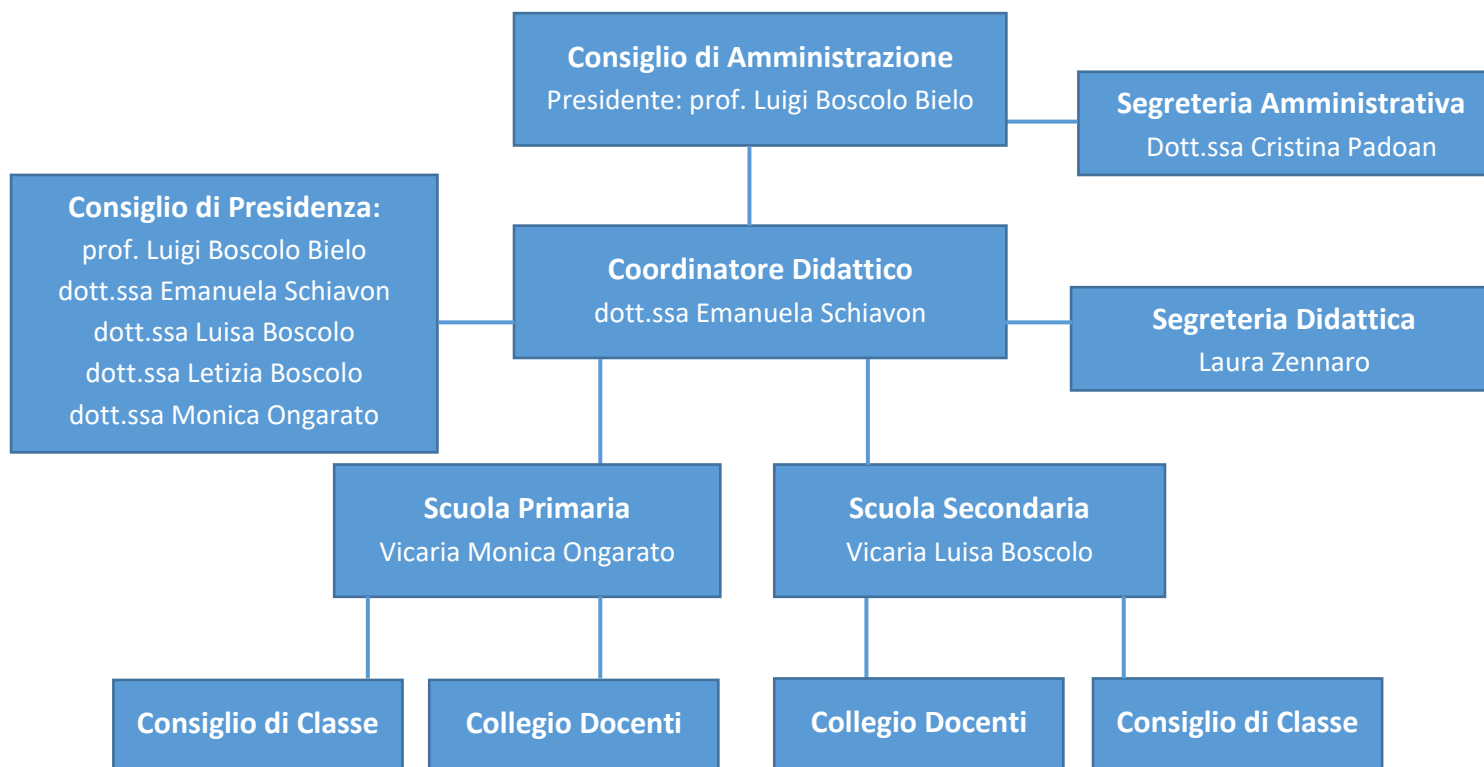 Consiglio di Amministrazione
Presidente: prof. Luigi Boscolo Bielo
Segreteria Amministrativa
Dott.ssa Cristina Padoan
Consiglio di Presidenza:
prof. Luigi Boscolo Bielo
dott.ssa Emanuela Schiavon
dott.ssa Luisa Boscolo
dott.ssa Letizia Boscolo
dott.ssa Monica Ongarato
Coordinatore Didattico
dott.ssa Emanuela Schiavon
Segreteria Didattica
Laura Zennaro
Scuola Primaria
Vicaria Monica Ongarato
Scuola Secondaria
Vicaria Luisa Boscolo
Consiglio di Classe
Collegio Docenti
Collegio Docenti
Consiglio di Classe